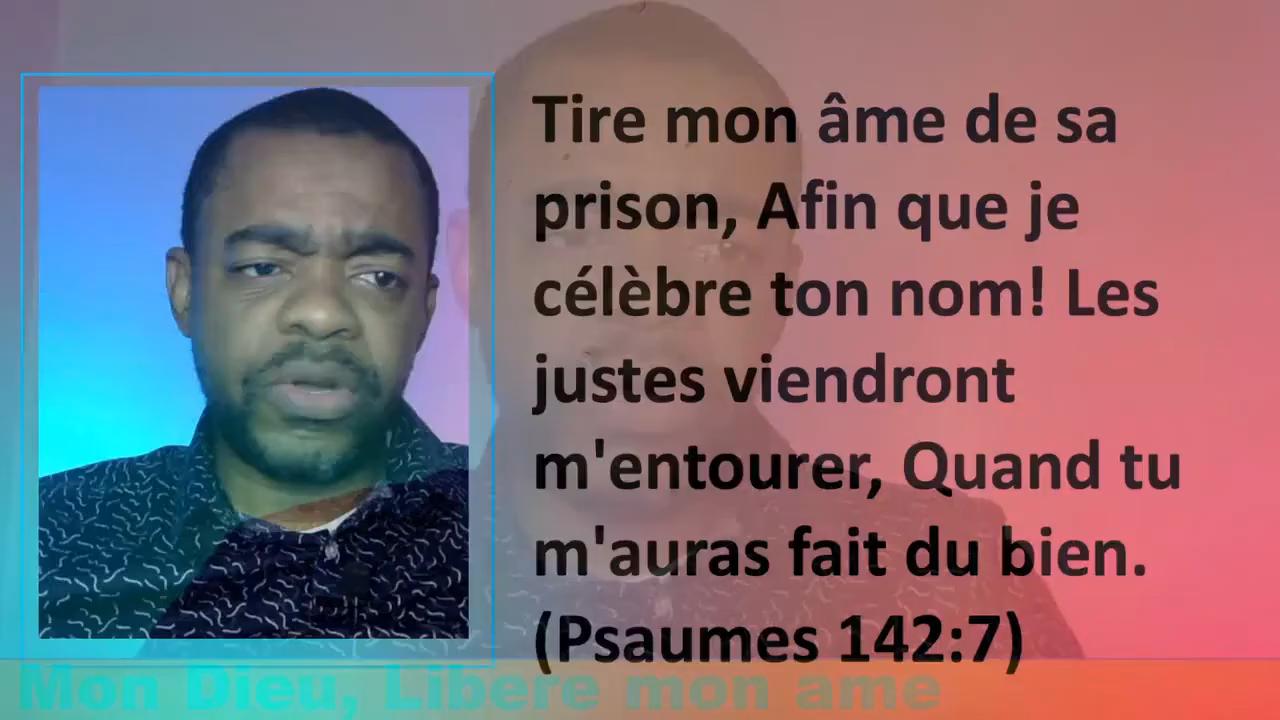 Tire mon âme de sa
prison, Afin que je
célèbre ton nom! Les
justes viendront
m'entourer, Quand tu
m'auras fait du bien.
(Psaumes 142:7)
Mon Dieu, Libere mon ame